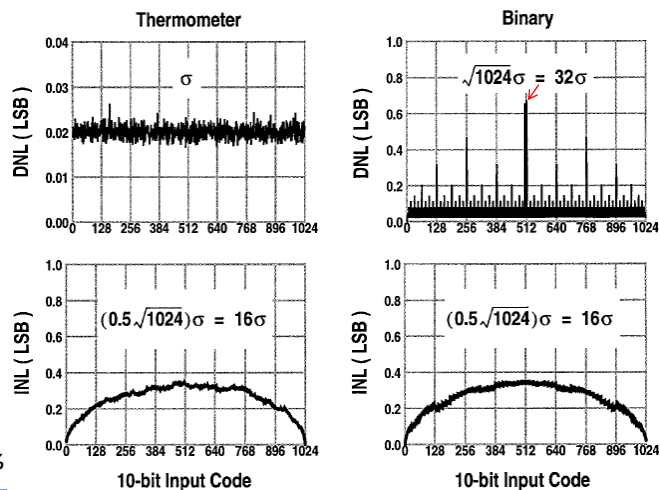 Thermometer
0.04
0.03
0.02
0.01
0.00
DNL ( LSB )
σ
0 128 256 384 512 640 768 896 1024
Binary
1.0
0.8
0.6
0.4
0.2
0.0
DNL ( LSB )
√1024σ = 32σ
0 128 256 384 512 640 768 896 1024
1.0
0.8
0.6
0.4
0.2
0.0
INL ( LSB )
(0.5√1024)σ = 16σ
0 128 256 384 512 640 768 896 1024
10-bit Input Code
1.0
0.8
0.6
0.4
0.2
0.0
INL ( LSB )
(0.5√1024)σ = 16σ
0 128 256 384 512 640 768 896 1024
10-bit Input Code